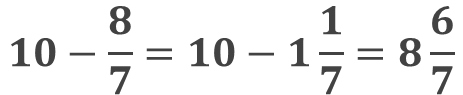 10 − 8/7 = 10 − 1 1/7 = 8 6/7